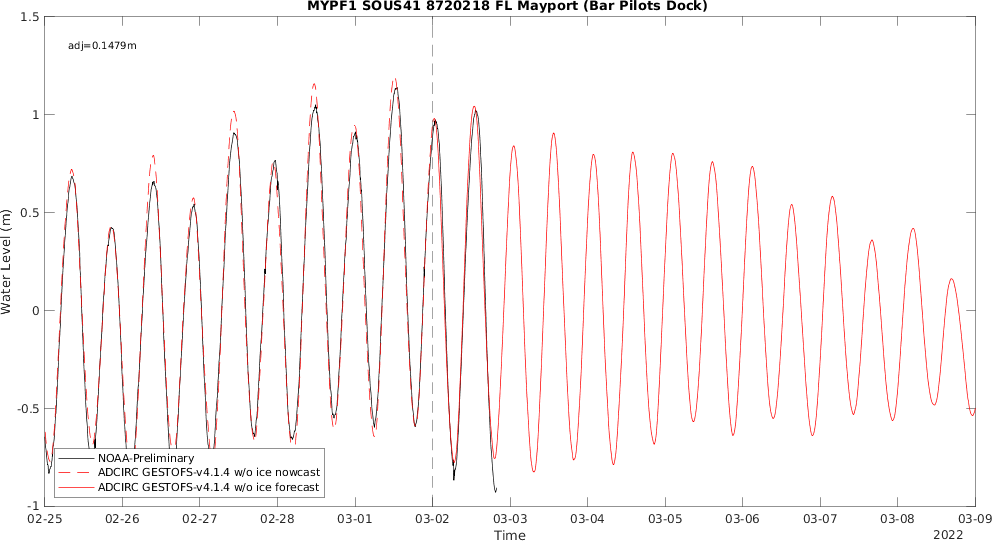 MYPF1 SOUS41 8720218 FL Mayport (Bar Pilots Dock)
1.5
adj=0.1479m
1
0.5
0
-0.5
-1
Water Level (m)
NOAA-Preliminary
ADCIRC GESTOFS-v4.1.4 w/o ice nowcast
ADCIRC GESTOFS-v4.1.4 w/o ice forecast
02-25 02-26 02-27 02-28 03-01 03-02 03-03 03-04 03-05 03-06 03-07 03-08 03-09
Time
2022